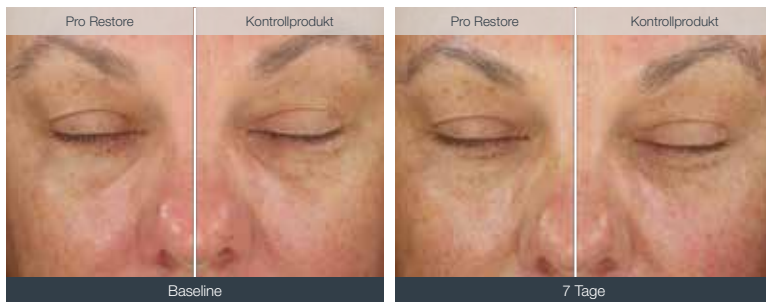 Pro Restore
Kontrollprodukt
Pro Restore
Kontrollprodukt
Baseline
7 Tage